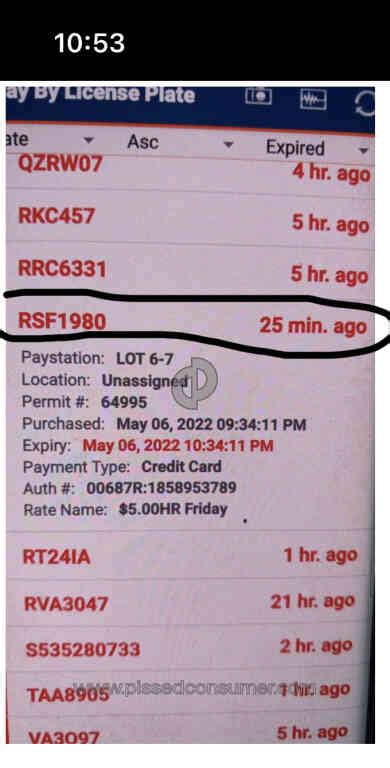 10:53
ay By License Plate
ate Asc Expired
QZRW07 4 hr. ago
RKC457 5 hr. ago
RRC6331 5 hr. ago
RSF1980 25 min. ago
Paystation: LOT 6-7
Location: Unassigned
Permit #: 64995
Purchased: May 06, 2022 09:34:11 PM
Expiry: May 06, 2022 10:34:11 PM
Payment Type: Credit Card
Auth #: 00687R:1858953789
Rate Name: $5.00HR Friday
RT24IA 1 hr. ago
RVA3047 21 hr. ago
S535280733 2 hr. ago
www.pissedconsumer.com
TAA8905 1 hr. ago
VA3097 5 hr. ago